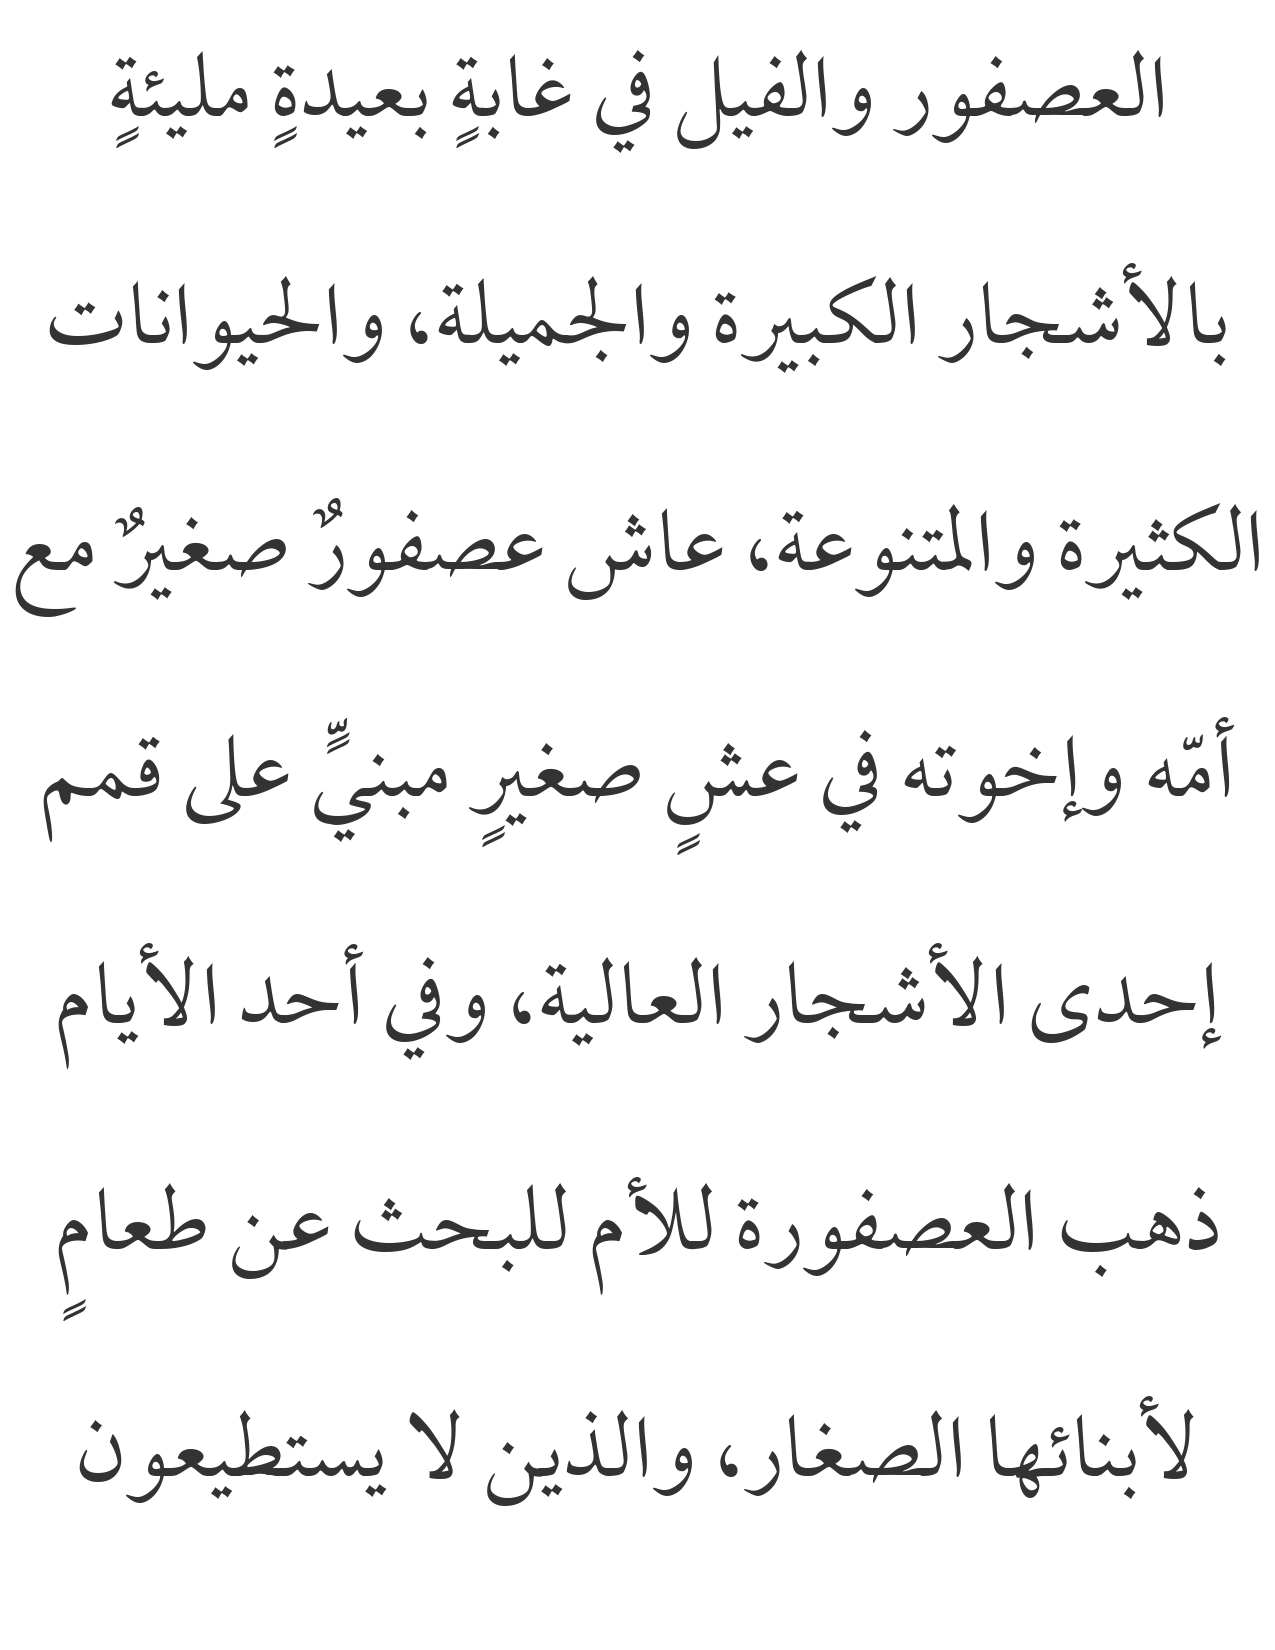 العصفور والفيل في غابةٍ بعيدةٍ مليئةٍ
بالأشجار الكبيرة والجميلة، والحيوانات
الكثيرة والمتنوعة، عاش عصفورٌ صغيرٌ مع
أمّه وإخوته في عشٍ صغيرٍ مبنيٍّ على قمم
إحدى الأشجار العالية، وفي أحد الأيام
ذهب العصفورة للأم للبحث عن طعامٍ
لأبنائها الصغار، والذين لا يستطيعون